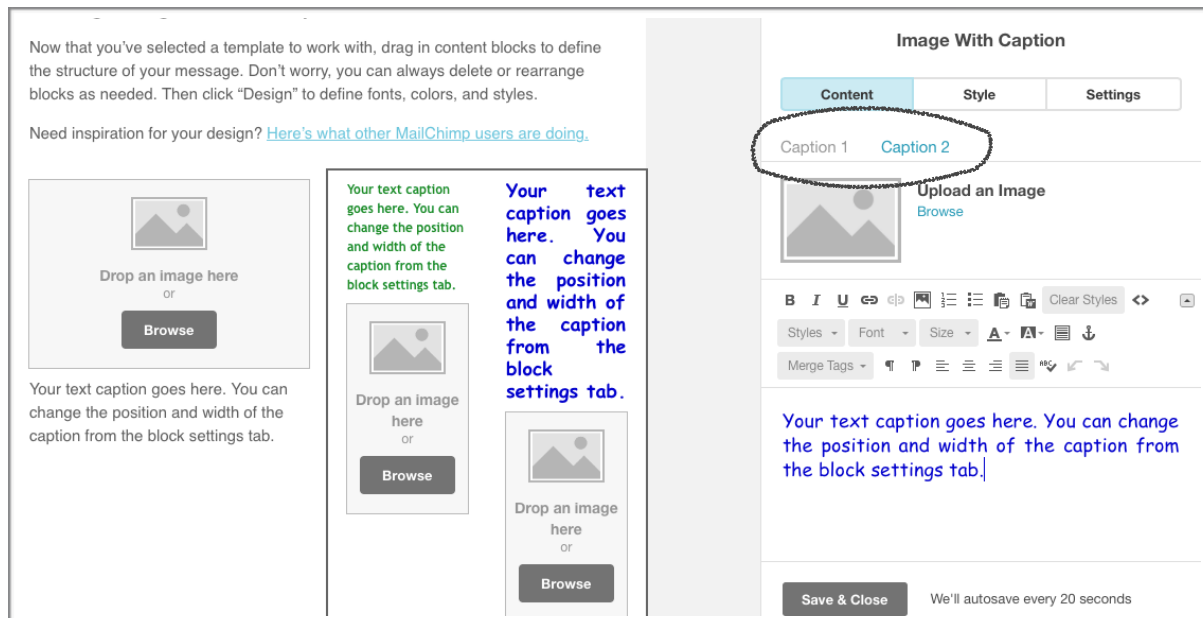 Now that you've selected a template to work with, drag in content blocks to define
the structure of your message. Don't worry, you can always delete or rearrange
blocks as needed. Then click "Design" to define fonts, colors, and styles.
Need inspiration for your design? Here's what other MailChimp users are doing.
Drop an image here
or
Browse
Your text caption goes here. You can
change the position and width of the
caption from the block settings tab.
Your text caption
goes here. You can
change the position
and width of the
caption from the
block settings tab.
Drop an image
here
or
Browse
Your text
caption goes
here. You
can change
the position
and width of
the caption
from the
block
settings tab.
Drop an image
here
or
Browse
Image With Caption
Content Style Settings
Caption 1 Caption 2
Upload an Image
Browse
B I U Clear Styles <>
Styles Font Size A A
Merge Tags ABC
Your text caption goes here. You can change
the position and width of the caption from
the block settings tab.
Save & Close We'll autosave every 20 seconds